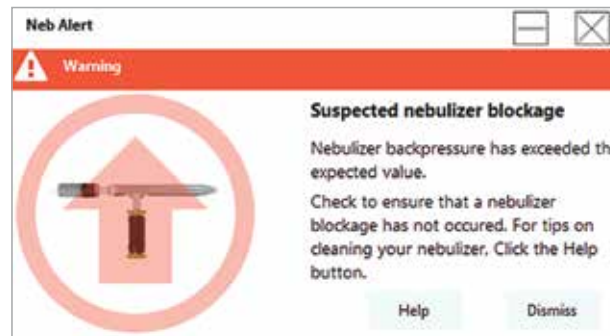 Neb Alert
Warning
Suspected nebulizer blockage
Nebulizer backpressure has exceeded th
expected value.
Check to ensure that a nebulizer
blockage has not occured. For tips on
cleaning your nebulizer, Click the Help
button.
Help
Dismiss